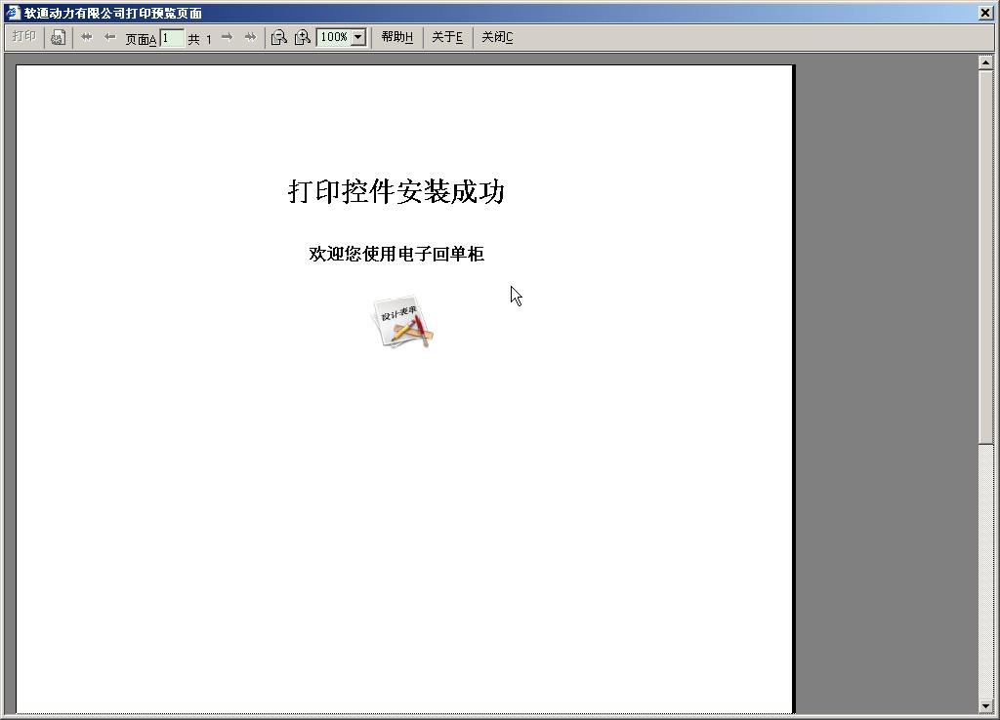 软通动力有限公司打印预览页面
打印 页面A 1 共 1 100% 帮助H 关于E 关闭C
打印控件安装成功
欢迎您使用电子回单柜
设计表单